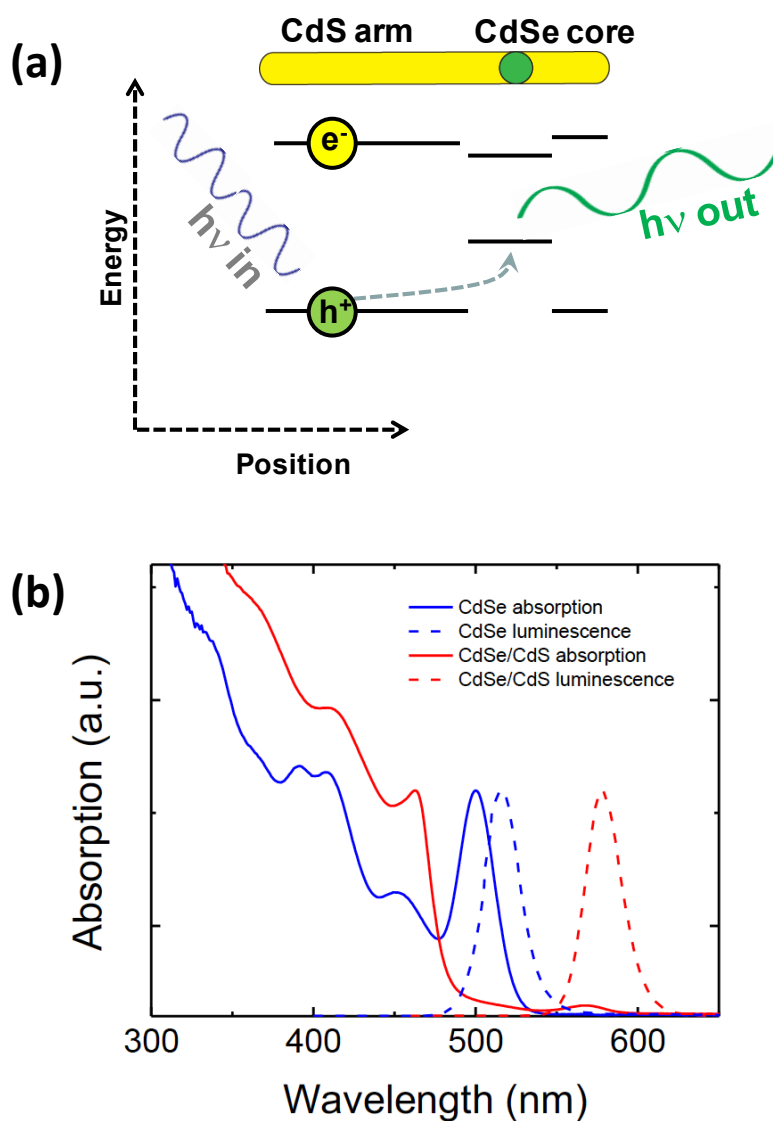 CdS arm CdSe core
(a)
e-
hν in
hν out
h+
Energy
Position
(b)
CdSe absorption
CdSe luminescence
CdSe/CdS absorption
CdSe/CdS luminescence
Absorption (a.u.)
300 400 500 600
Wavelength (nm)